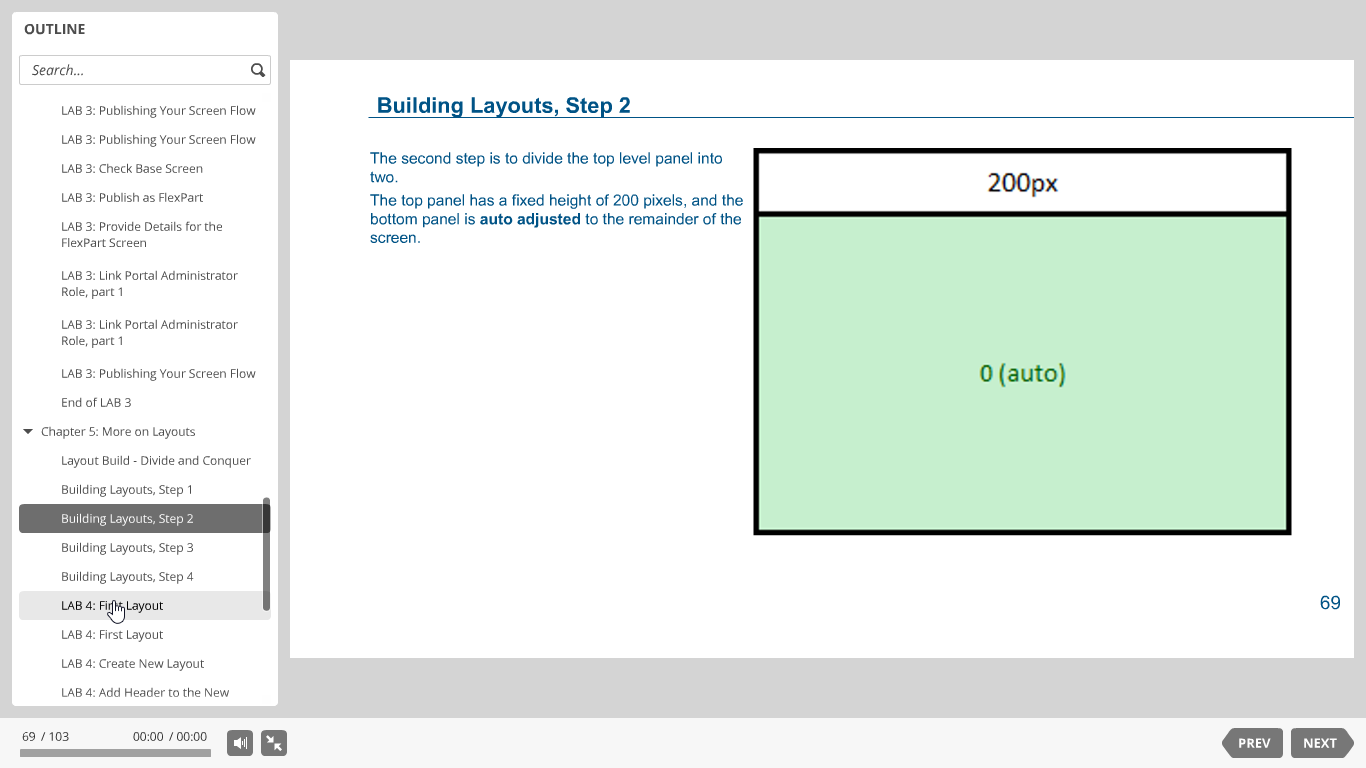 OUTLINE
Search...
LAB 3: Publishing Your Screen Flow
LAB 3: Publishing Your Screen Flow
LAB 3: Check Base Screen
LAB 3: Publish as FlexPart
LAB 3: Provide Details for the
FlexPart Screen
LAB 3: Link Portal Administrator
Role, part 1
LAB 3: Link Portal Administrator
Role, part 1
LAB 3: Publishing Your Screen Flow
End of LAB 3
Chapter 5: More on Layouts
Layout Build - Divide and Conquer
Building Layouts, Step 1
Building Layouts, Step 2
Building Layouts, Step 3
Building Layouts, Step 4
LAB 4: First Layout
LAB 4: First Layout
LAB 4: Create New Layout
LAB 4: Add Header to the New
Building Layouts, Step 2
The second step is to divide the top level panel into
two.
The top panel has a fixed height of 200 pixels, and the
bottom panel is auto adjusted to the remainder of the
screen.
200px
0 (auto)
69
69 / 103
00:00 / 00:00
PREV
NEXT